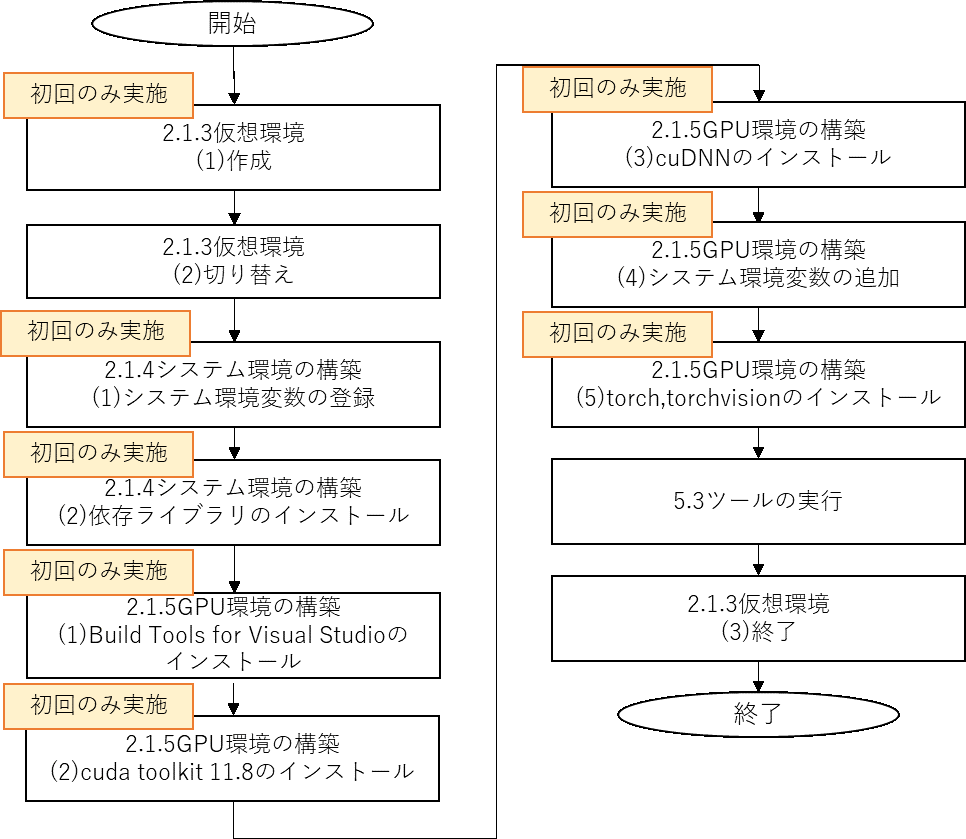 開始
初回のみ実施
2.1.3仮想環境
(1)作成
2.1.3仮想環境
(2)切り替え
初回のみ実施
2.1.4システム環境の構築
(1)システム環境変数の登録
初回のみ実施
2.1.4システム環境の構築
(2)依存ライブラリのインストール
初回のみ実施
2.1.5GPU環境の構築
(1)Build Tools for Visual Studioの
インストール
初回のみ実施
2.1.5GPU環境の構築
(2)cuda toolkit 11.8のインストール
初回のみ実施
2.1.5GPU環境の構築
(3)cuDNNのインストール
初回のみ実施
2.1.5GPU環境の構築
(4)システム環境変数の追加
初回のみ実施
2.1.5GPU環境の構築
(5)torch,torchvisionのインストール
5.3ツールの実行
2.1.3仮想環境
(3)終了
終了